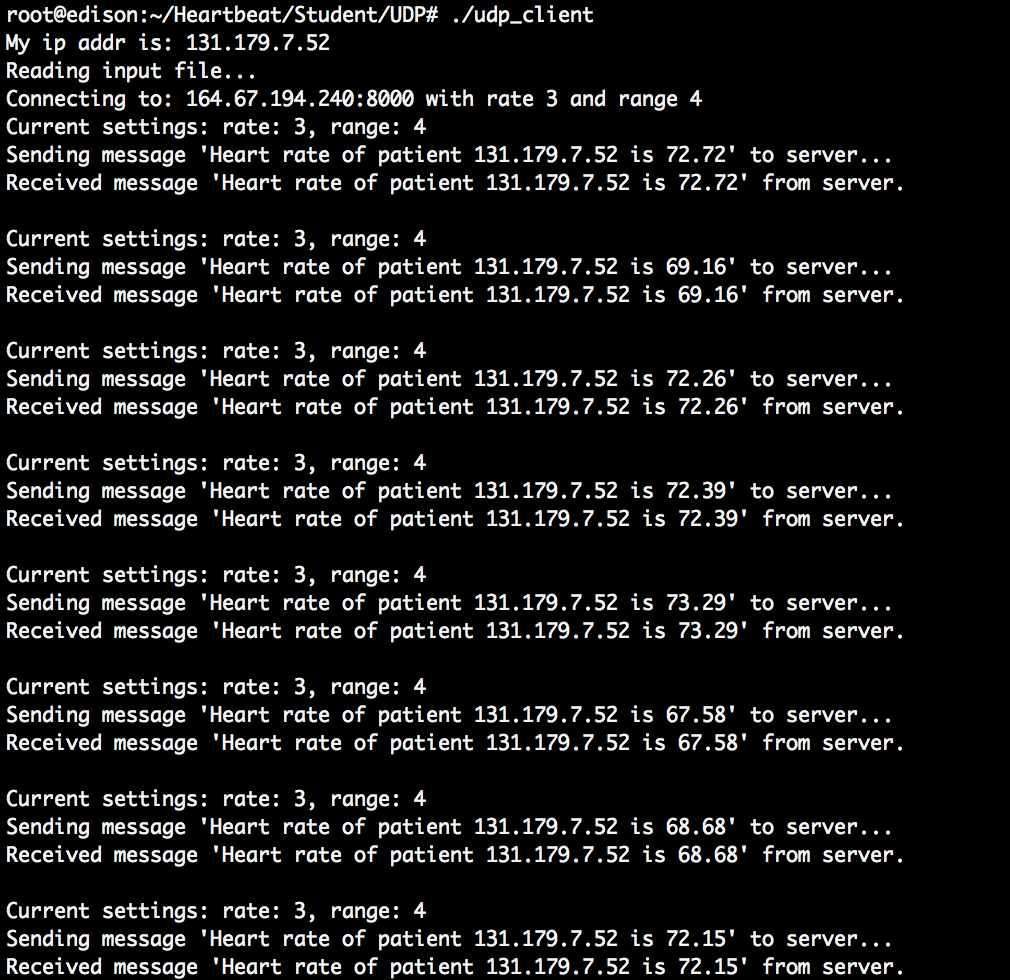 root@edison:~/Heartbeat/Student/UDP# ./udp_client
My ip addr is: 131.179.7.52
Reading input file...
Connecting to: 164.67.194.240:8000 with rate 3 and range 4
Current settings: rate: 3, range: 4
Sending message 'Heart rate of patient 131.179.7.52 is 72.72' to server...
Received message 'Heart rate of patient 131.179.7.52 is 72.72' from server.

Current settings: rate: 3, range: 4
Sending message 'Heart rate of patient 131.179.7.52 is 69.16' to server...
Received message 'Heart rate of patient 131.179.7.52 is 69.16' from server.

Current settings: rate: 3, range: 4
Sending message 'Heart rate of patient 131.179.7.52 is 72.26' to server...
Received message 'Heart rate of patient 131.179.7.52 is 72.26' from server.

Current settings: rate: 3, range: 4
Sending message 'Heart rate of patient 131.179.7.52 is 72.39' to server...
Received message 'Heart rate of patient 131.179.7.52 is 72.39' from server.

Current settings: rate: 3, range: 4
Sending message 'Heart rate of patient 131.179.7.52 is 73.29' to server...
Received message 'Heart rate of patient 131.179.7.52 is 73.29' from server.

Current settings: rate: 3, range: 4
Sending message 'Heart rate of patient 131.179.7.52 is 67.58' to server...
Received message 'Heart rate of patient 131.179.7.52 is 67.58' from server.

Current settings: rate: 3, range: 4
Sending message 'Heart rate of patient 131.179.7.52 is 68.68' to server...
Received message 'Heart rate of patient 131.179.7.52 is 68.68' from server.

Current settings: rate: 3, range: 4
Sending message 'Heart rate of patient 131.179.7.52 is 72.15' to server...
Received message 'Heart rate of patient 131.179.7.52 is 72.15' from server.